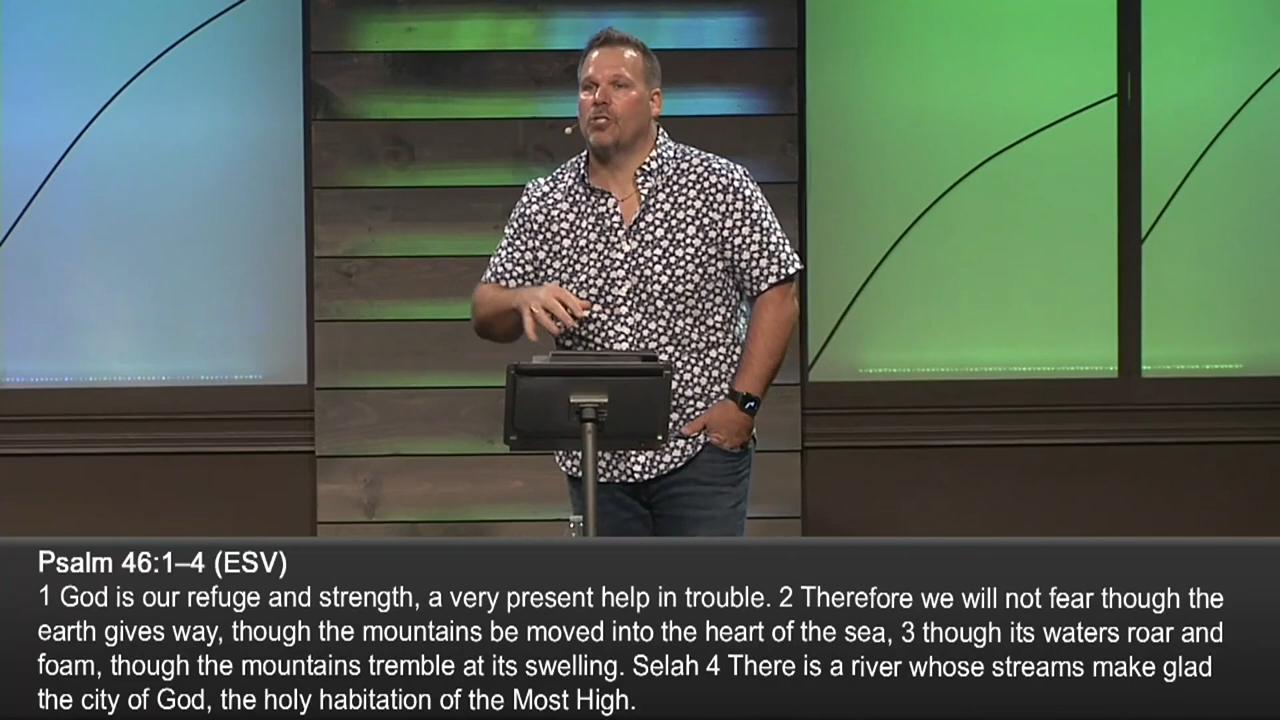 Psalm 46:1–4 (ESV)
1 God is our refuge and strength, a very present help in trouble. 2 Therefore we will not fear though the
earth gives way, though the mountains be moved into the heart of the sea, 3 though its waters roar and
foam, though the mountains tremble at its swelling. Selah 4 There is a river whose streams make glad
the city of God, the holy habitation of the Most High.